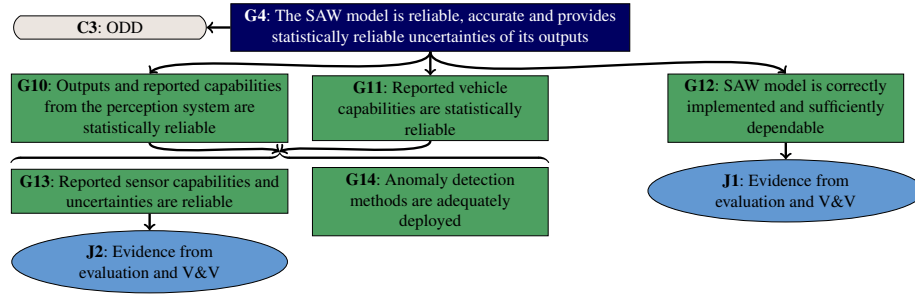 C3: ODD
G4: The SAW model is reliable, accurate and provides
statistically reliable uncertainties of its outputs
G10: Outputs and reported capabilities
from the perception system are
statistically reliable
G11: Reported vehicle
capabilities are statistically
reliable
G12: SAW model is correctly
implemented and sufficiently
dependable
G13: Reported sensor capabilities and
uncertainties are reliable
G14: Anomaly detection
methods are adequately
deployed
J1: Evidence from
evaluation and V&V
J2: Evidence from
evaluation and V&V